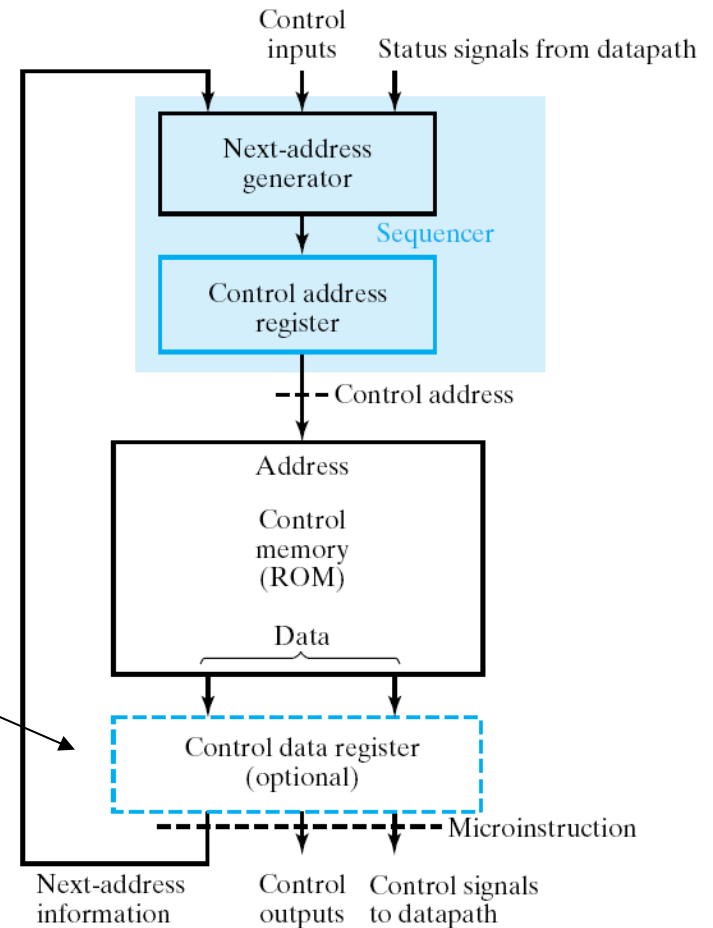 Control
inputs
Status signals from datapath
Next-address
generator
Sequencer
Control address
register
Control address
Address
Control
memory
(ROM)
Data
Control data register
(optional)
Microinstruction
Next-address
information
Control
outputs
Control signals
to datapath